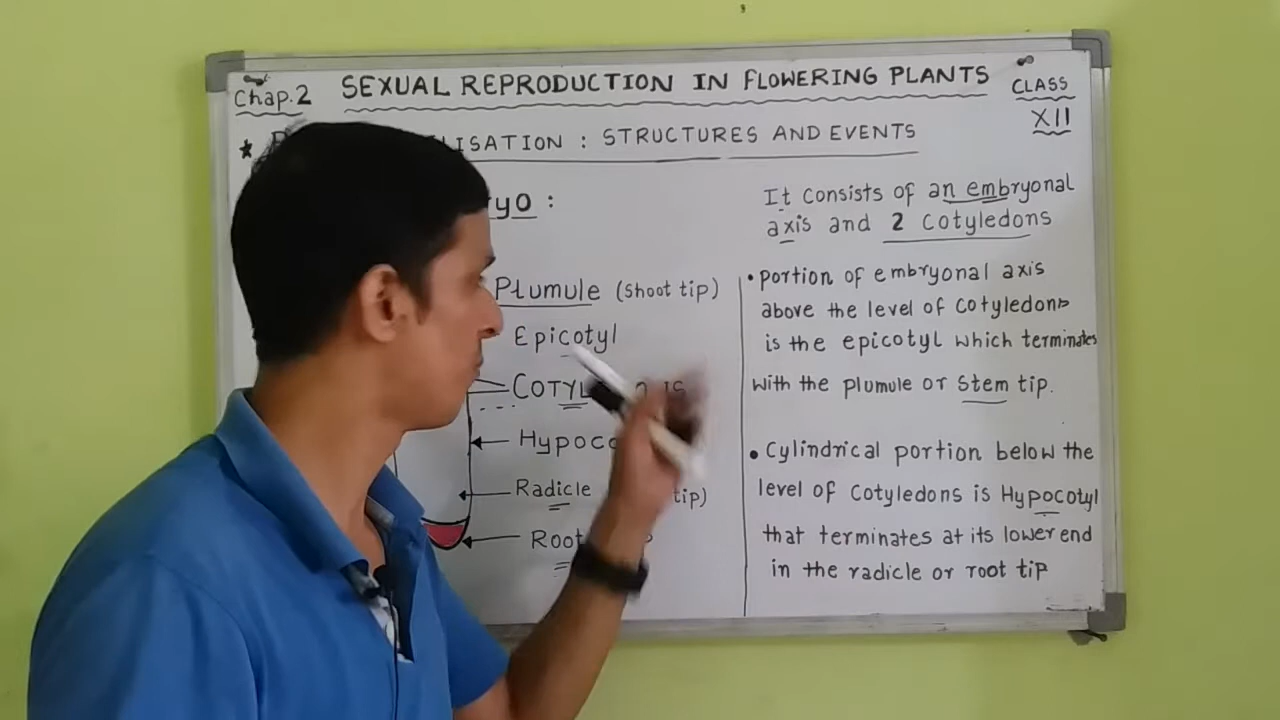 Chap.2 SEXUAL REPRODUCTION IN FLOWERING PLANTS CLASS XII
: STRUCTURES AND EVENTS
It consists of an embryonal
axis and 2 cotyledons
Plumule (shoot tip)
Epicotyl
Radicle tip)
Root
• portion of embryonal axis
above the level of cotyledons
is the epicotyl which terminates
with the plumule or stem tip.
• Cylindrical portion below the
level of cotyledons is Hypocotyl
that terminates at its lower end
in the radicle or root tip